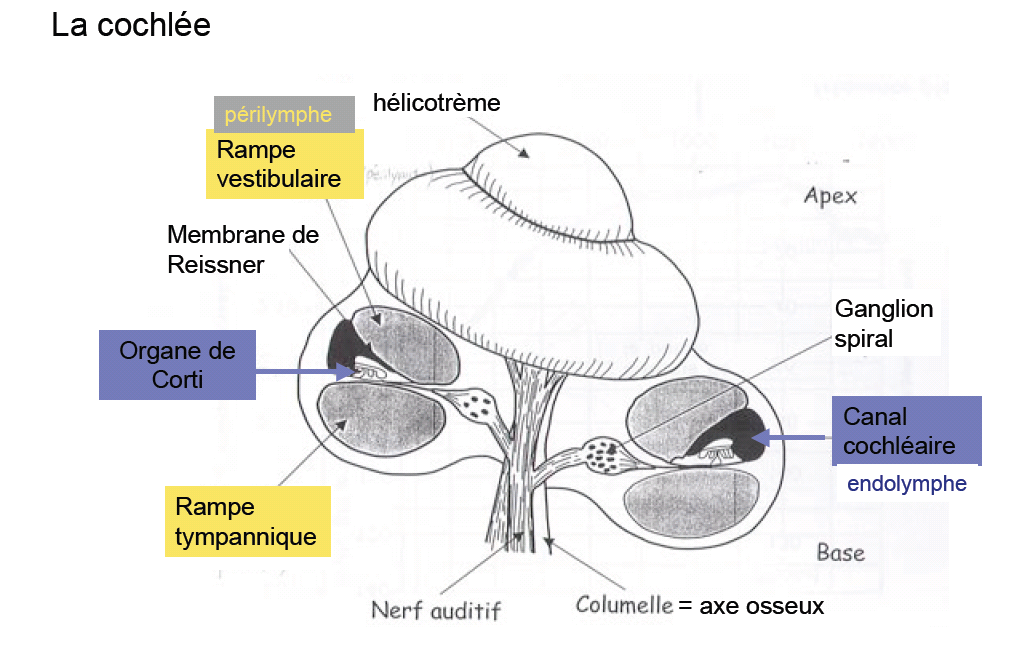 La cochlée
périlymphe
hélicotrème
Rampe
vestibulaire
Apex
Membrane de
Reissner
Ganglion
spiral
Organe de
Corti
Canal
cochléaire
endolymphe
Rampe
tympannique
Base
Nerf auditif
Columelle = axe osseux